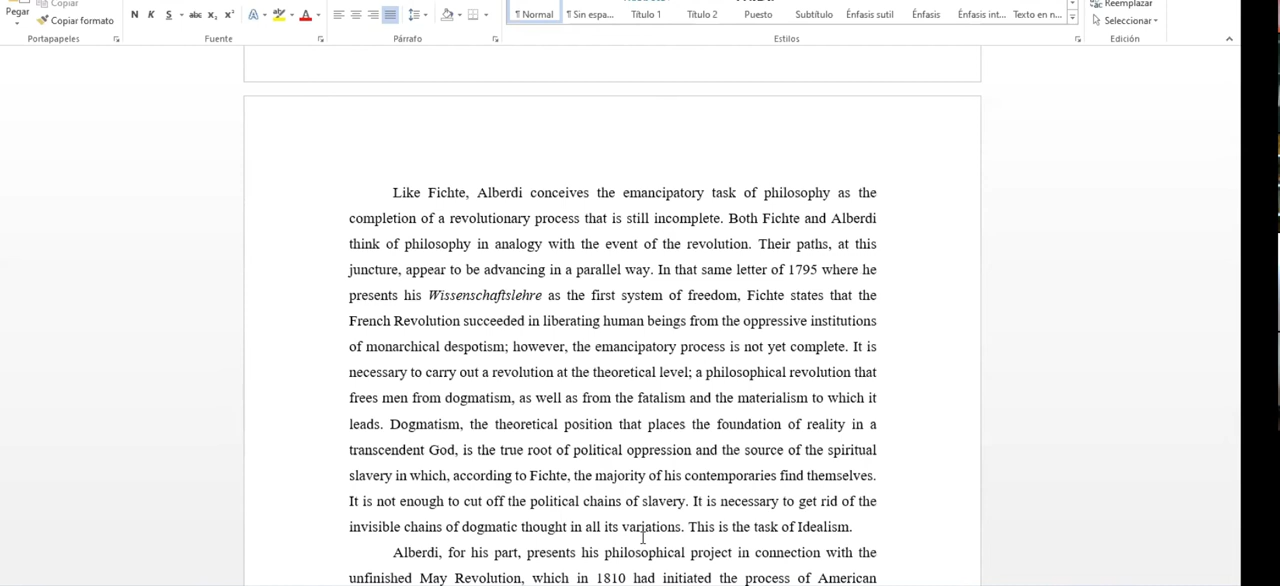 Pegar Copiar Copiar formato
N K S abc x₂ x² A A
¶ Normal ¶ Sin espa... Título 1 Título 2 Puesto Subtítulo Énfasis sutil Énfasis Énfasis int... Texto en n...
Reemplazar
Seleccionar
Portapapeles Fuente Párrafo Estilos Edición
Like Fichte, Alberdi conceives the emancipatory task of philosophy as the
completion of a revolutionary process that is still incomplete. Both Fichte and Alberdi
think of philosophy in analogy with the event of the revolution. Their paths, at this
juncture, appear to be advancing in a parallel way. In that same letter of 1795 where he
presents his Wissenschaftslehre as the first system of freedom, Fichte states that the
French Revolution succeeded in liberating human beings from the oppressive institutions
of monarchical despotism; however, the emancipatory process is not yet complete. It is
necessary to carry out a revolution at the theoretical level; a philosophical revolution that
frees men from dogmatism, as well as from the fatalism and the materialism to which it
leads. Dogmatism, the theoretical position that places the foundation of reality in a
transcendent God, is the true root of political oppression and the source of the spiritual
slavery in which, according to Fichte, the majority of his contemporaries find themselves.
It is not enough to cut off the political chains of slavery. It is necessary to get rid of the
invisible chains of dogmatic thought in all its variations. This is the task of Idealism.
Alberdi, for his part, presents his philosophical project in connection with the
unfinished May Revolution, which in 1810 had initiated the process of American